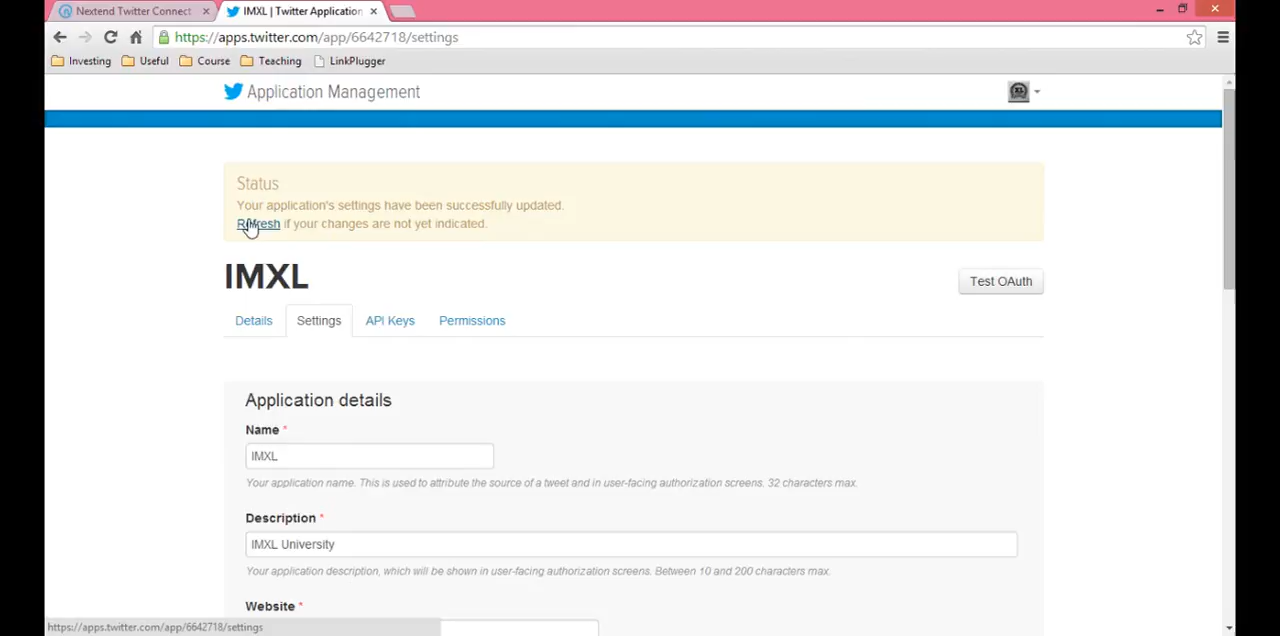 Nextend Twitter Connect
IMXL | Twitter Application
https://apps.twitter.com/app/6642718/settings
Investing Useful Course Teaching LinkPlugger
Application Management
Status
Your application's settings have been successfully updated.
Refresh if your changes are not yet indicated.
IMXL
Test OAuth
Details Settings API Keys Permissions
Application details
Name *
IMXL
Your application name. This is used to attribute the source of a tweet and in user-facing authorization screens. 32 characters max.
Description *
IMXL University
Your application description, which will be shown in user-facing authorization screens. Between 10 and 200 characters max.
Website *
https://apps.twitter.com/app/6642718/settings